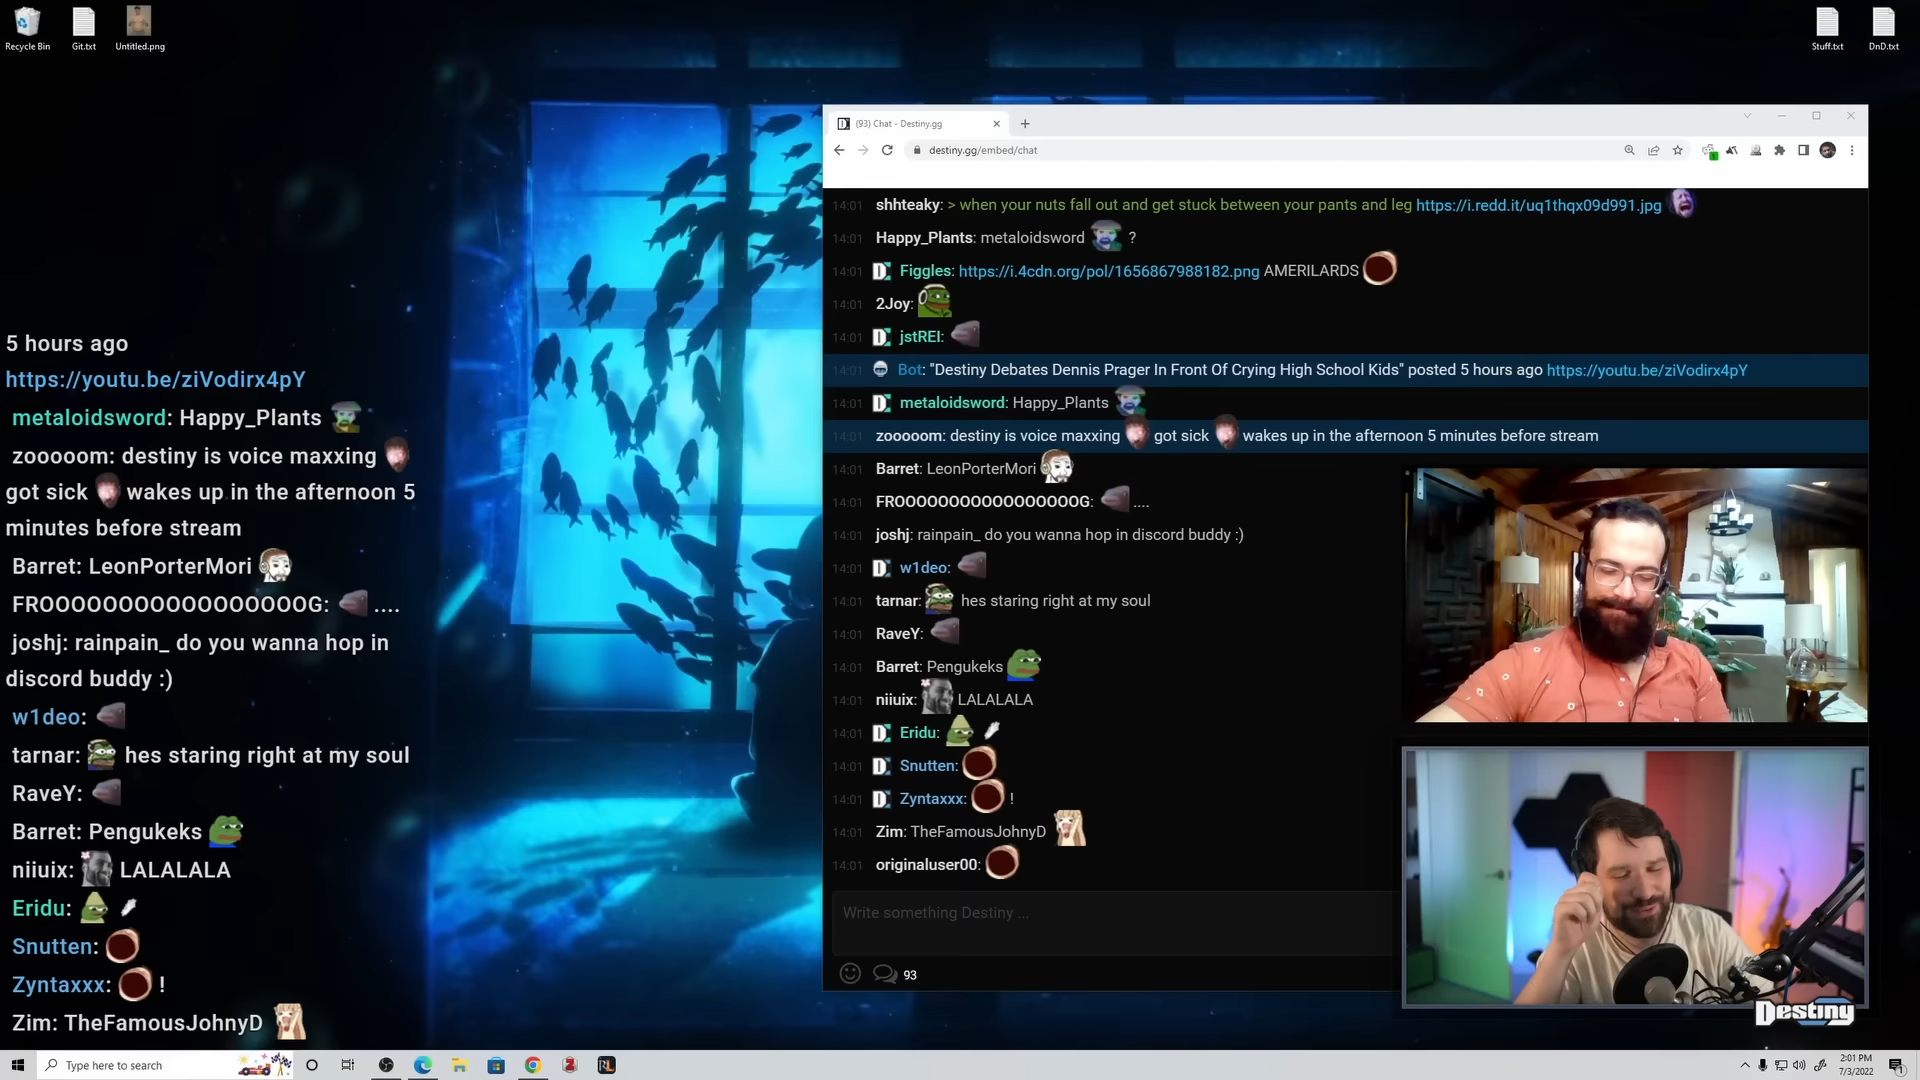 Recycle Bin
Git.txt
Untitled.png
Stuff.txt
DnD.txt
5 hours ago
https://youtu.be/ziVodirx4pY
metaloidsword: Happy_Plants
zooooom: destiny is voice maxxing
got sick wakes up in the afternoon 5
minutes before stream
Barret: LeonPorterMori
FROOOOOOOOOOOOOOOOOG: ....
joshj: rainpain_ do you wanna hop in
discord buddy :)
w1deo:
tarnar: hes staring right at my soul
RaveY:
Barret: Pengukeks
niiuix: LALALALA
Eridu:
Snutten:
Zyntaxxx: !
Zim: TheFamousJohnyD
(93) Chat - Destiny.gg
destiny.gg/embed/chat
14:01 shhteaky: > when your nuts fall out and get stuck between your pants and leg https://i.redd.it/uq1thqx09d991.jpg
14:01 Happy_Plants: metaloidsword ?
14:01 Figgles: https://i.4cdn.org/pol/1656867988182.png AMERILARDS
14:01 2Joy:
14:01 jstREI:
14:01 Bot: "Destiny Debates Dennis Prager In Front Of Crying High School Kids" posted 5 hours ago https://youtu.be/ziVodirx4pY
14:01 metaloidsword: Happy_Plants
14:01 zooooom: destiny is voice maxxing got sick wakes up in the afternoon 5 minutes before stream
14:01 Barret: LeonPorterMori
14:01 FROOOOOOOOOOOOOOOOOG: ....
14:01 joshj: rainpain_ do you wanna hop in discord buddy :)
14:01 w1deo:
14:01 tarnar: hes staring right at my soul
14:01 RaveY:
14:01 Barret: Pengukeks
14:01 niiuix: LALALALA
14:01 Eridu:
14:01 Snutten:
14:01 Zyntaxxx: !
14:01 Zim: TheFamousJohnyD
14:01 originaluser00:
Write something Destiny ...
93
Destiny
Type here to search
2:01 PM
7/3/2022